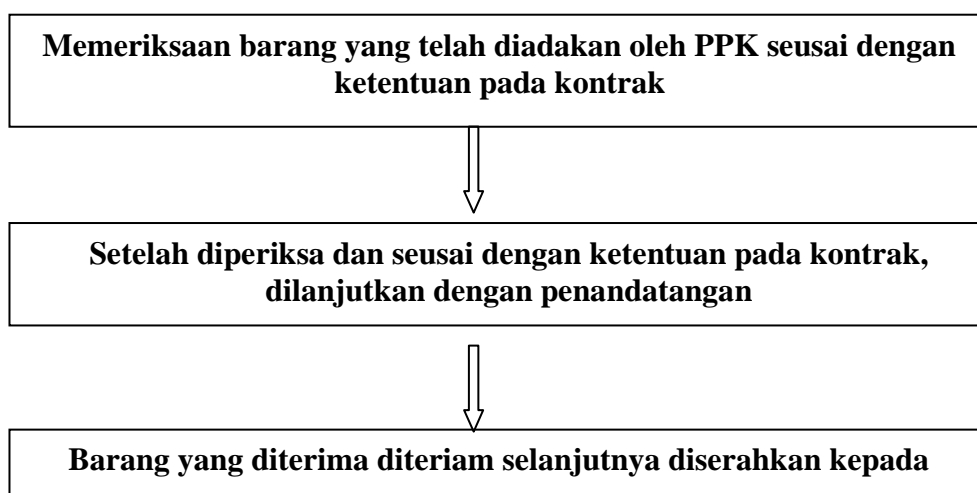 Memeriksaan barang yang telah diadakan oleh PPK seusai dengan
ketentuan pada kontrak
Setelah diperiksa dan seusai dengan ketentuan pada kontrak,
dilanjutkan dengan penandatangan
Barang yang diterima diteriam selanjutnya diserahkan kepada